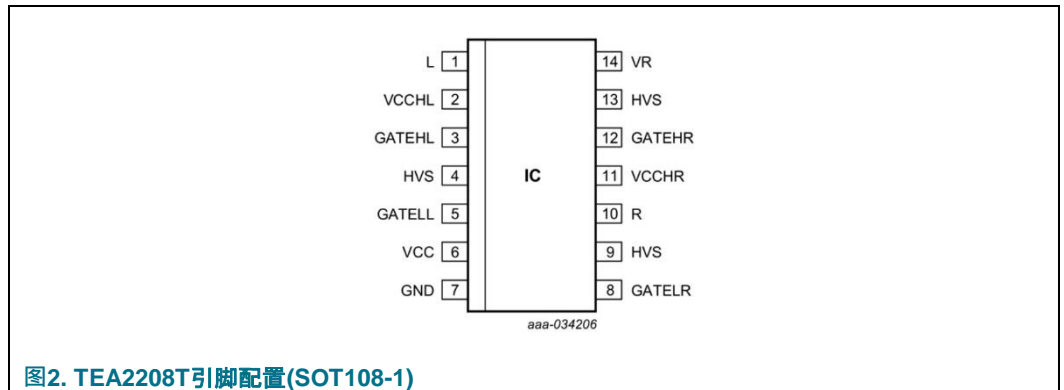 L 1 14 VR
VCCHL 2 13 HVS
GATEHL 3 12 GATEHR
HVS 4 IC 11 VCCHR
GATELL 5 10 R
VCC 6 9 HVS
GND 7 8 GATELR
aaa-034206
图2. TEA2208T引脚配置(SOT108-1)